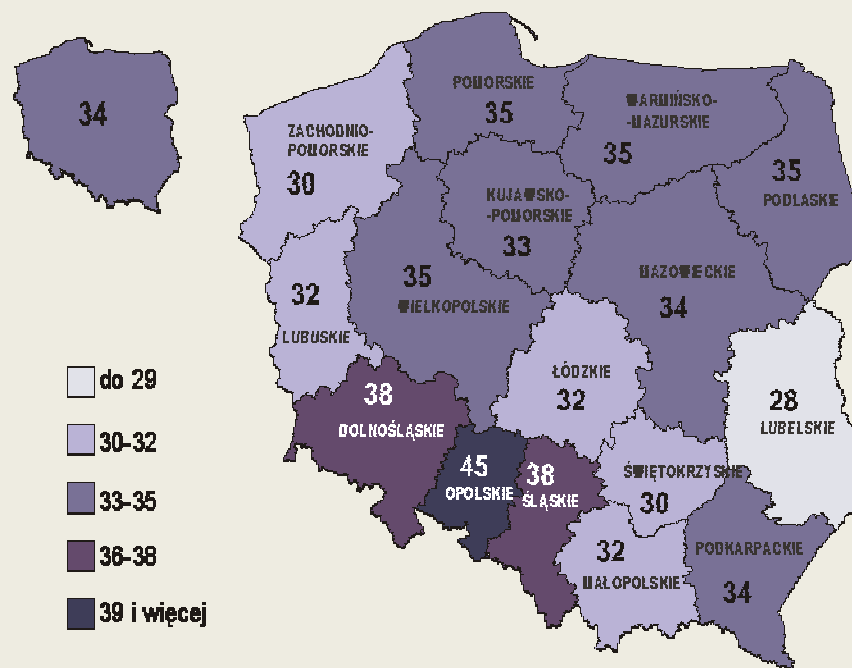 34
POMORSKIE
35
WARMIŃSKO-
-MAZURSKIE
35
35
PODLASKIE
ZACHODNIO-
POMORSKIE
30
KUJAWSKO-
-POMORSKIE
33
MAZOWIECKIE
34
35
WIELKOPOLSKIE
32
LUBUSKIE
ŁÓDZKIE
32
28
LUBELSKIE
38
DOLNOŚLĄSKIE
45
OPOLSKIE
38
ŚLĄSKIE
ŚWIĘTOKRZYSKIE
30
32
MAŁOPOLSKIE
PODKARPACKIE
34
do 29
30-32
33-35
36-38
39 i więcej